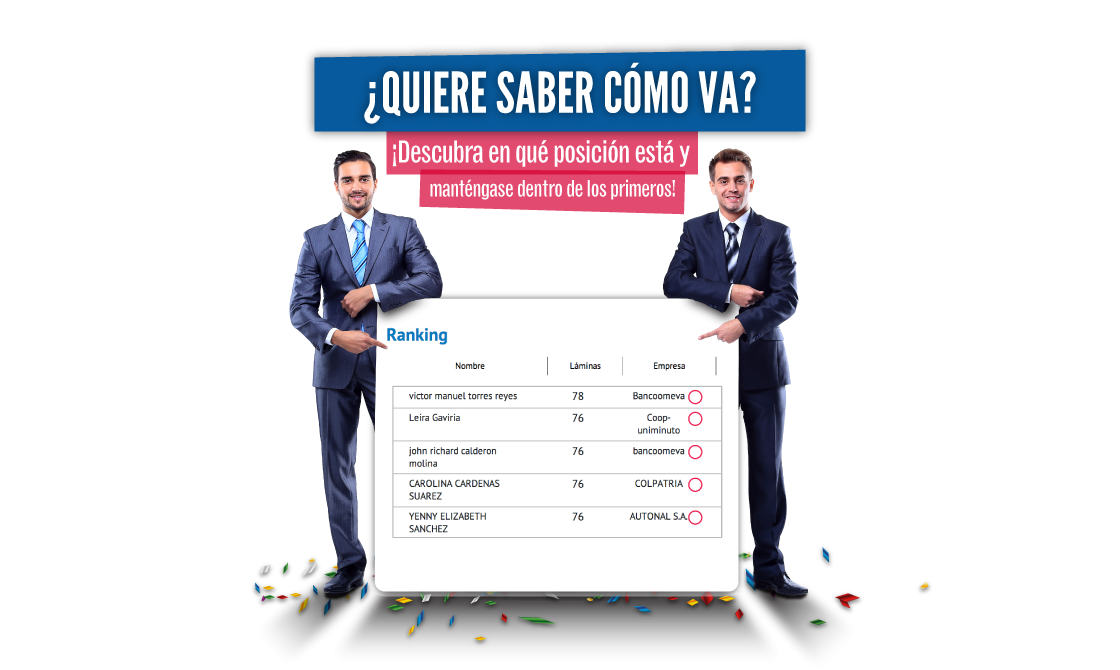 ¿QUIERE SABER CÓMO VA?
¡Descubra en qué posición está y
manténgase dentro de los primeros!
Ranking
Nombre Láminas Empresa
victor manuel torres reyes 78 Bancoomeva
Leira Gaviria 76 Coop-
uniminuto
john richard calderon 76 bancoomeva
molina
CAROLINA CARDENAS 76 COLPATRIA
SUAREZ
YENNY ELIZABETH 76 AUTONAL S.A.
SANCHEZ